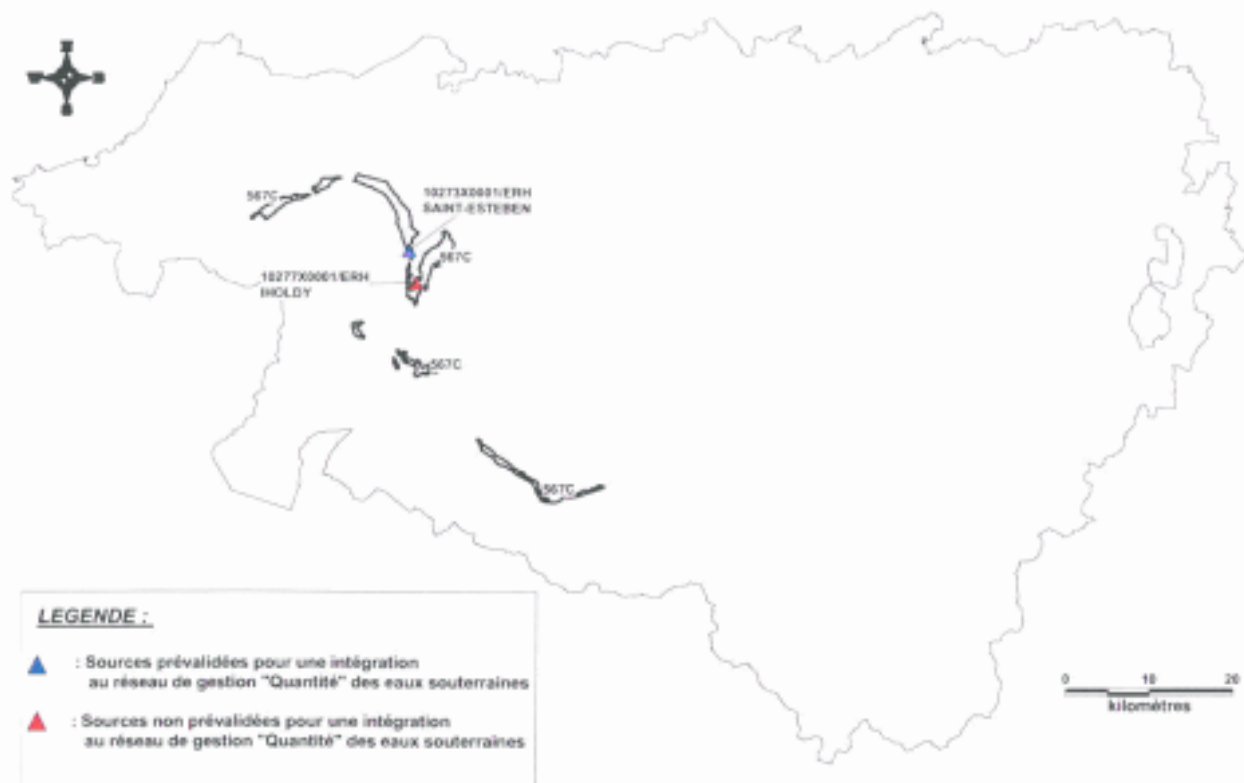 567C
10273X0001/ERH
SAINT-ESTEBEN
567C
10277X0001/ERH
IHOLDY
567C
567C
LEGENDE :
: Sources prévalidées pour une intégration
au réseau de gestion "Quantité" des eaux souterraines
: Sources non prévalidées pour une intégration
au réseau de gestion "Quantité" des eaux souterraines
0 10 20
kilomètres